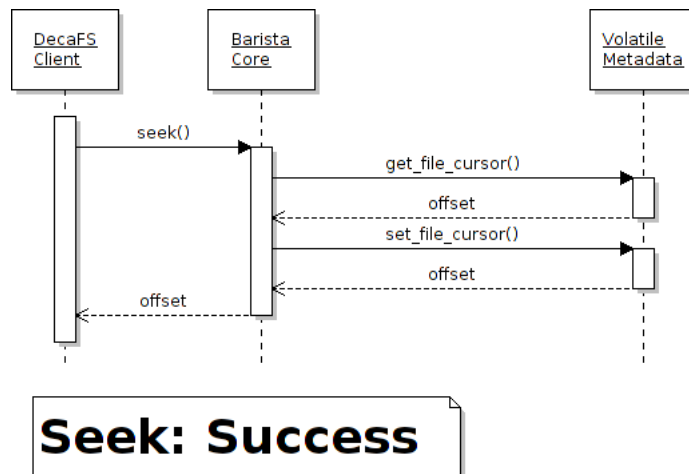 DecaFS
Client
Barista
Core
Volatile
Metadata
seek()
get_file_cursor()
offset
set_file_cursor()
offset
offset
Seek: Success